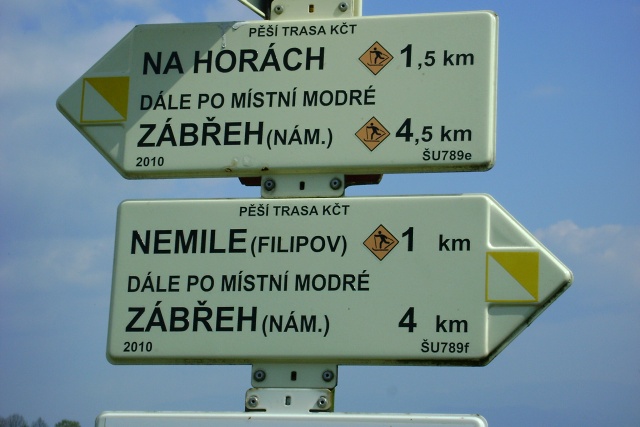 PĚŠÍ TRASA KČT
NA HORÁCH 1,5 km
DÁLE PO MÍSTNÍ MODRÉ
ZÁBŘEH (NÁM.) 4,5 km
2010 ŠU789e
PĚŠÍ TRASA KČT
NEMILE (FILIPOV) 1 km
DÁLE PO MÍSTNÍ MODRÉ
ZÁBŘEH (NÁM.) 4 km
2010 ŠU789f